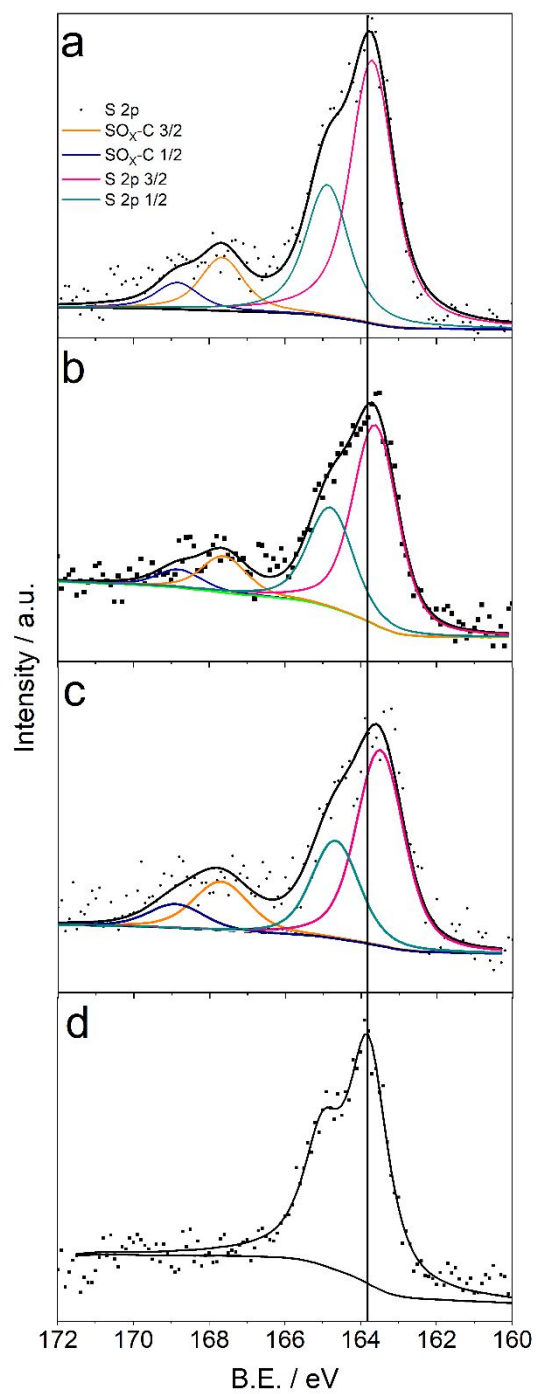 a
S 2p
SOX-C 3/2
SOX-C 1/2
S 2p 3/2
S 2p 1/2
b
c
d
Intensity / a.u.
172 170 168 166 164 162 160
B.E. / eV